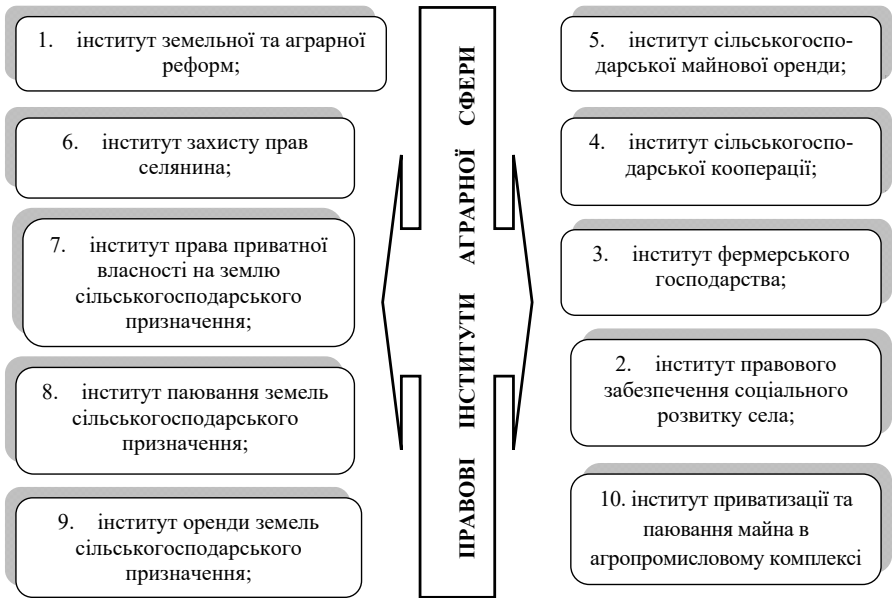 1. інститут земельної та аграрної
реформ;
6. інститут захисту прав
селянина;
7. інститут права приватної
власності на землю
сільськогосподарського
призначення;
8. інститут паювання земель
сільськогосподарського
призначення;
9. інститут оренди земель
сільськогосподарського
призначення;
ПРАВОВІ ІНСТИТУТИ АГРАРНОЇ СФЕРИ
5. інститут сільськогоспо-
дарської майнової оренди;
4. інститут сільськогоспо-
дарської кооперації;
3. інститут фермерського
господарства;
2. інститут правового
забезпечення соціального
розвитку села;
10. інститут приватизації та
паювання майна в
агропромисловому комплексі